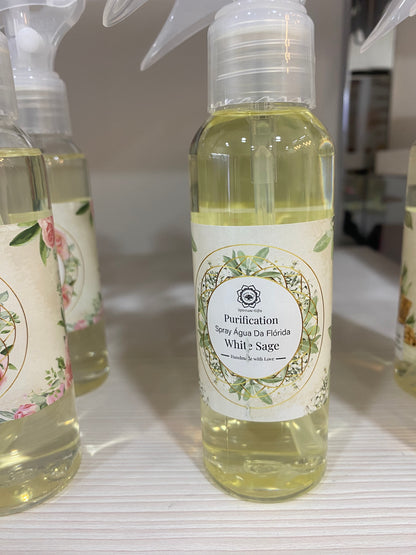 Purification
Spray Água Da Flórida
White Sage
Handmade with Love